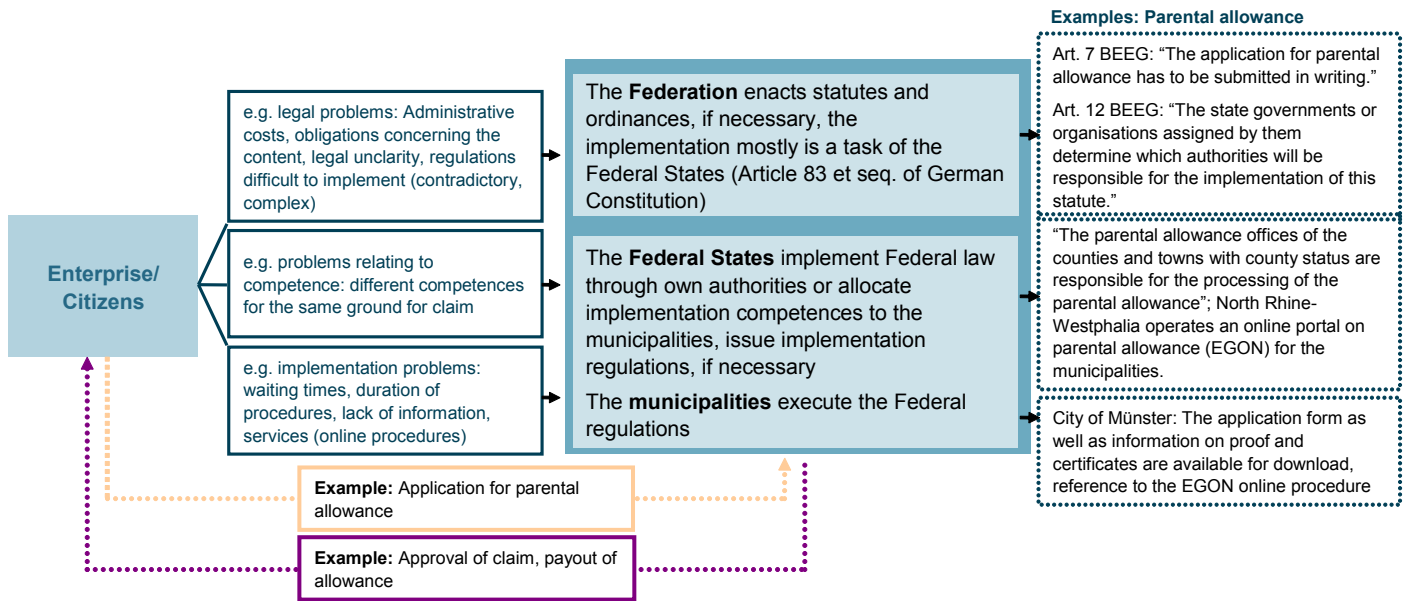 Examples: Parental allowance
Enterprise/
Citizens
e.g. legal problems: Administrative
costs, obligations concerning the
content, legal unclarity, regulations
difficult to implement (contradictory,
complex)
e.g. problems relating to
competence: different competences
for the same ground for claim
e.g. implementation problems:
waiting times, duration of
procedures, lack of information,
services (online procedures)
The Federation enacts statutes and
ordinances, if necessary, the
implementation mostly is a task of the
Federal States (Article 83 et seq. of German
Constitution)
The Federal States implement Federal law
through own authorities or allocate
implementation competences to the
municipalities, issue implementation
regulations, if necessary
The municipalities execute the Federal
regulations
Art. 7 BEEG: “The application for parental
allowance has to be submitted in writing.”
Art. 12 BEEG: “The state governments or
organisations assigned by them
determine which authorities will be
responsible for the implementation of this
statute.”
“The parental allowance offices of the
counties and towns with county status are
responsible for the processing of the
parental allowance”; North Rhine-
Westphalia operates an online portal on
parental allowance (EGON) for the
municipalities.
City of Münster: The application form as
well as information on proof and
certificates are available for download,
reference to the EGON online procedure
Example: Application for parental
allowance
Example: Approval of claim, payout of
allowance